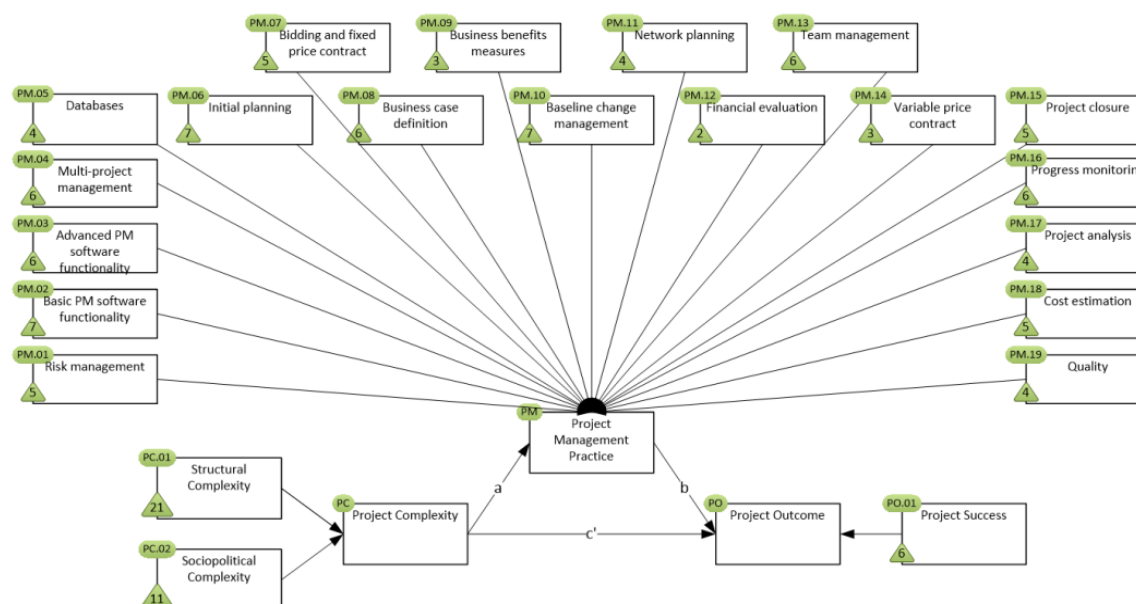 PM.07
Bidding and fixed
price contract
5
PM.09
Business benefits
measures
3
PM.11
Network planning
4
PM.13
Team management
6
PM.05
Databases
4
PM.06
Initial planning
7
PM.08
Business case
definition
6
PM.10
Baseline change
management
7
PM.12
Financial evaluation
2
PM.14
Variable price
contract
3
PM.15
Project closure
5
PM.04
Multi-project
management
6
PM.16
Progress monitorin
6
PM.03
Advanced PM
software
functionality
6
PM.17
Project analysis
4
PM.02
Basic PM software
functionality
7
PM.18
Cost estimation
5
PM.01
Risk management
5
PM.19
Quality
4
PM
Project
Management
Practice
PC.01
Structural
Complexity
21
a
b
PC
Project Complexity
c'
PO
Project Outcome
PO.01
Project Success
6
PC.02
Sociopolitical
Complexity
11